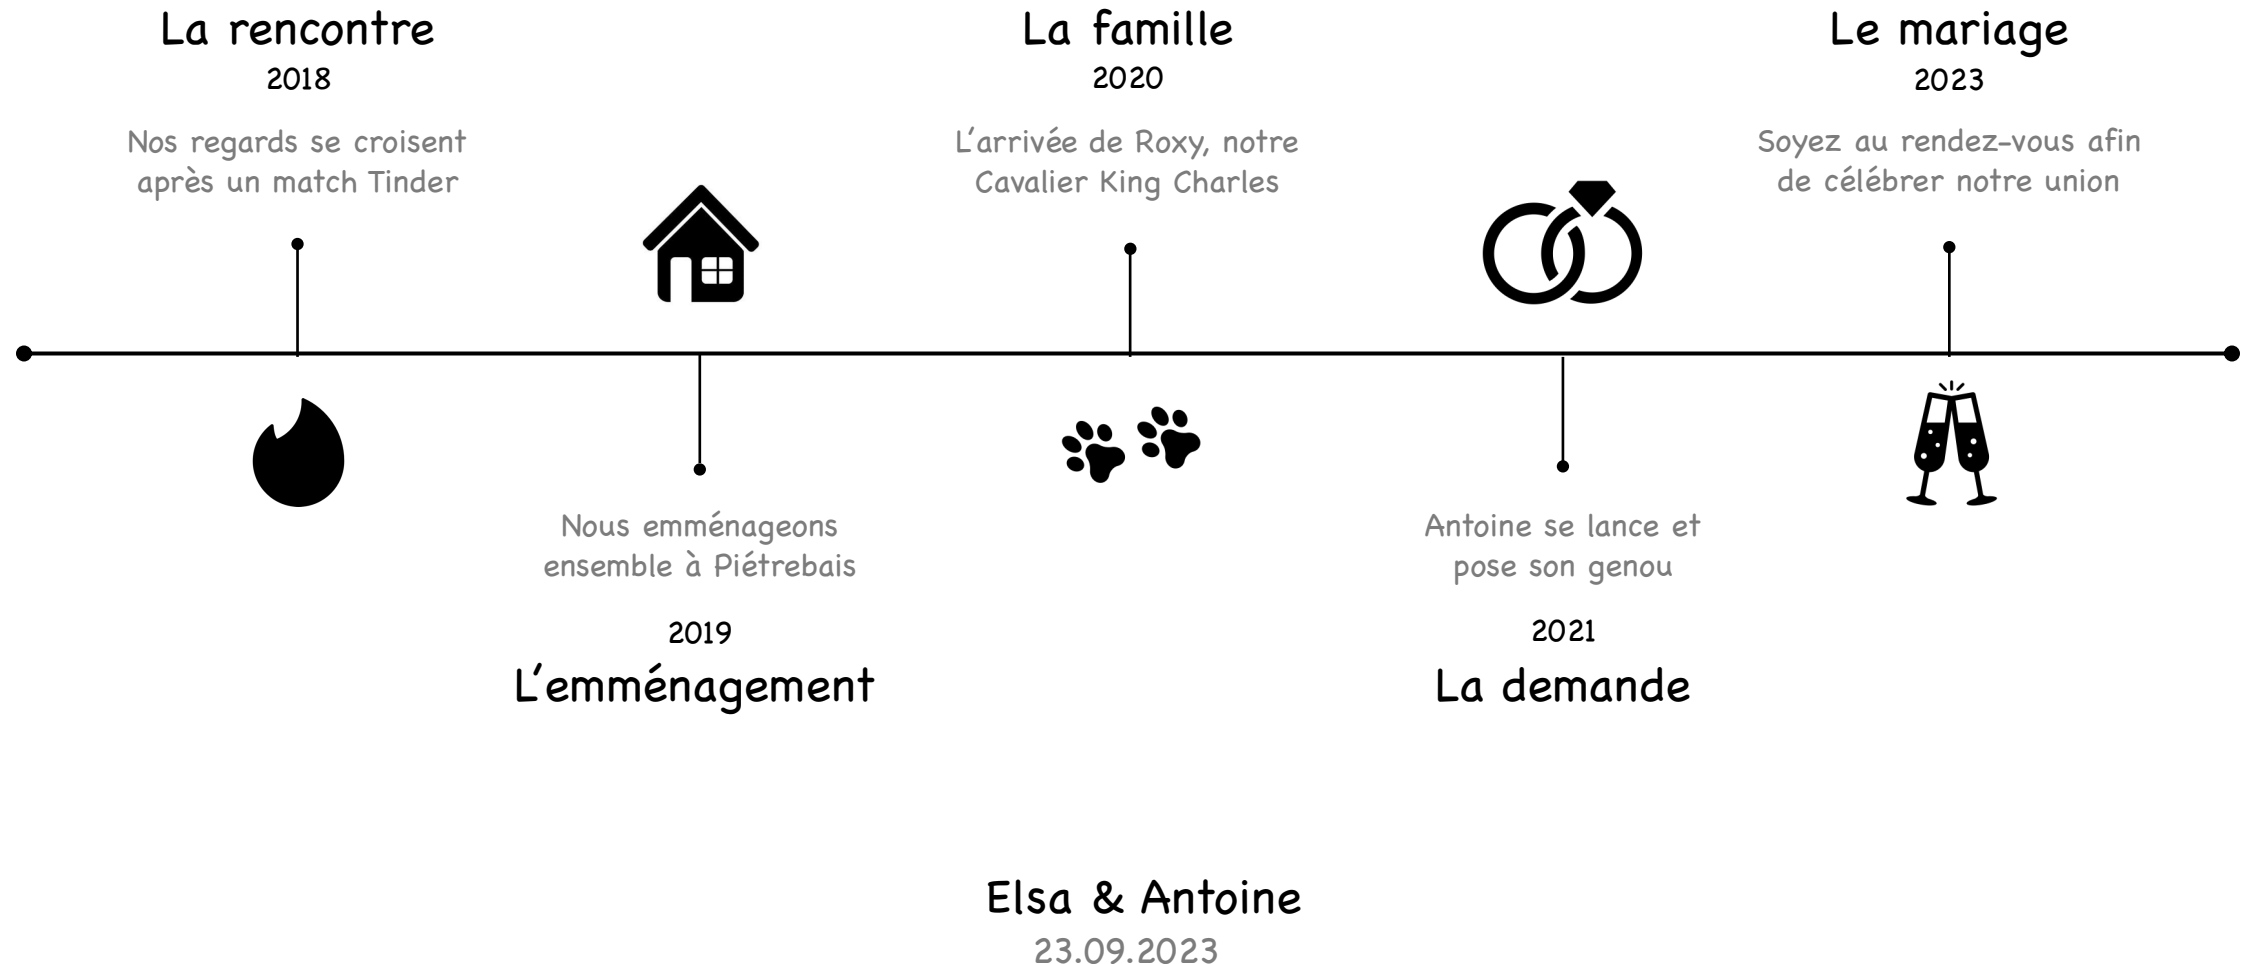 La rencontre
2018
Nos regards se croisent
après un match Tinder
Nous emménageons
ensemble à Piétrebais
2019
L'emménagement
La famille
2020
L'arrivée de Roxy, notre
Cavalier King Charles
Antoine se lance et
pose son genou
2021
La demande
Le mariage
2023
Soyez au rendez-vous afin
de célébrer notre union
Elsa & Antoine
23.09.2023